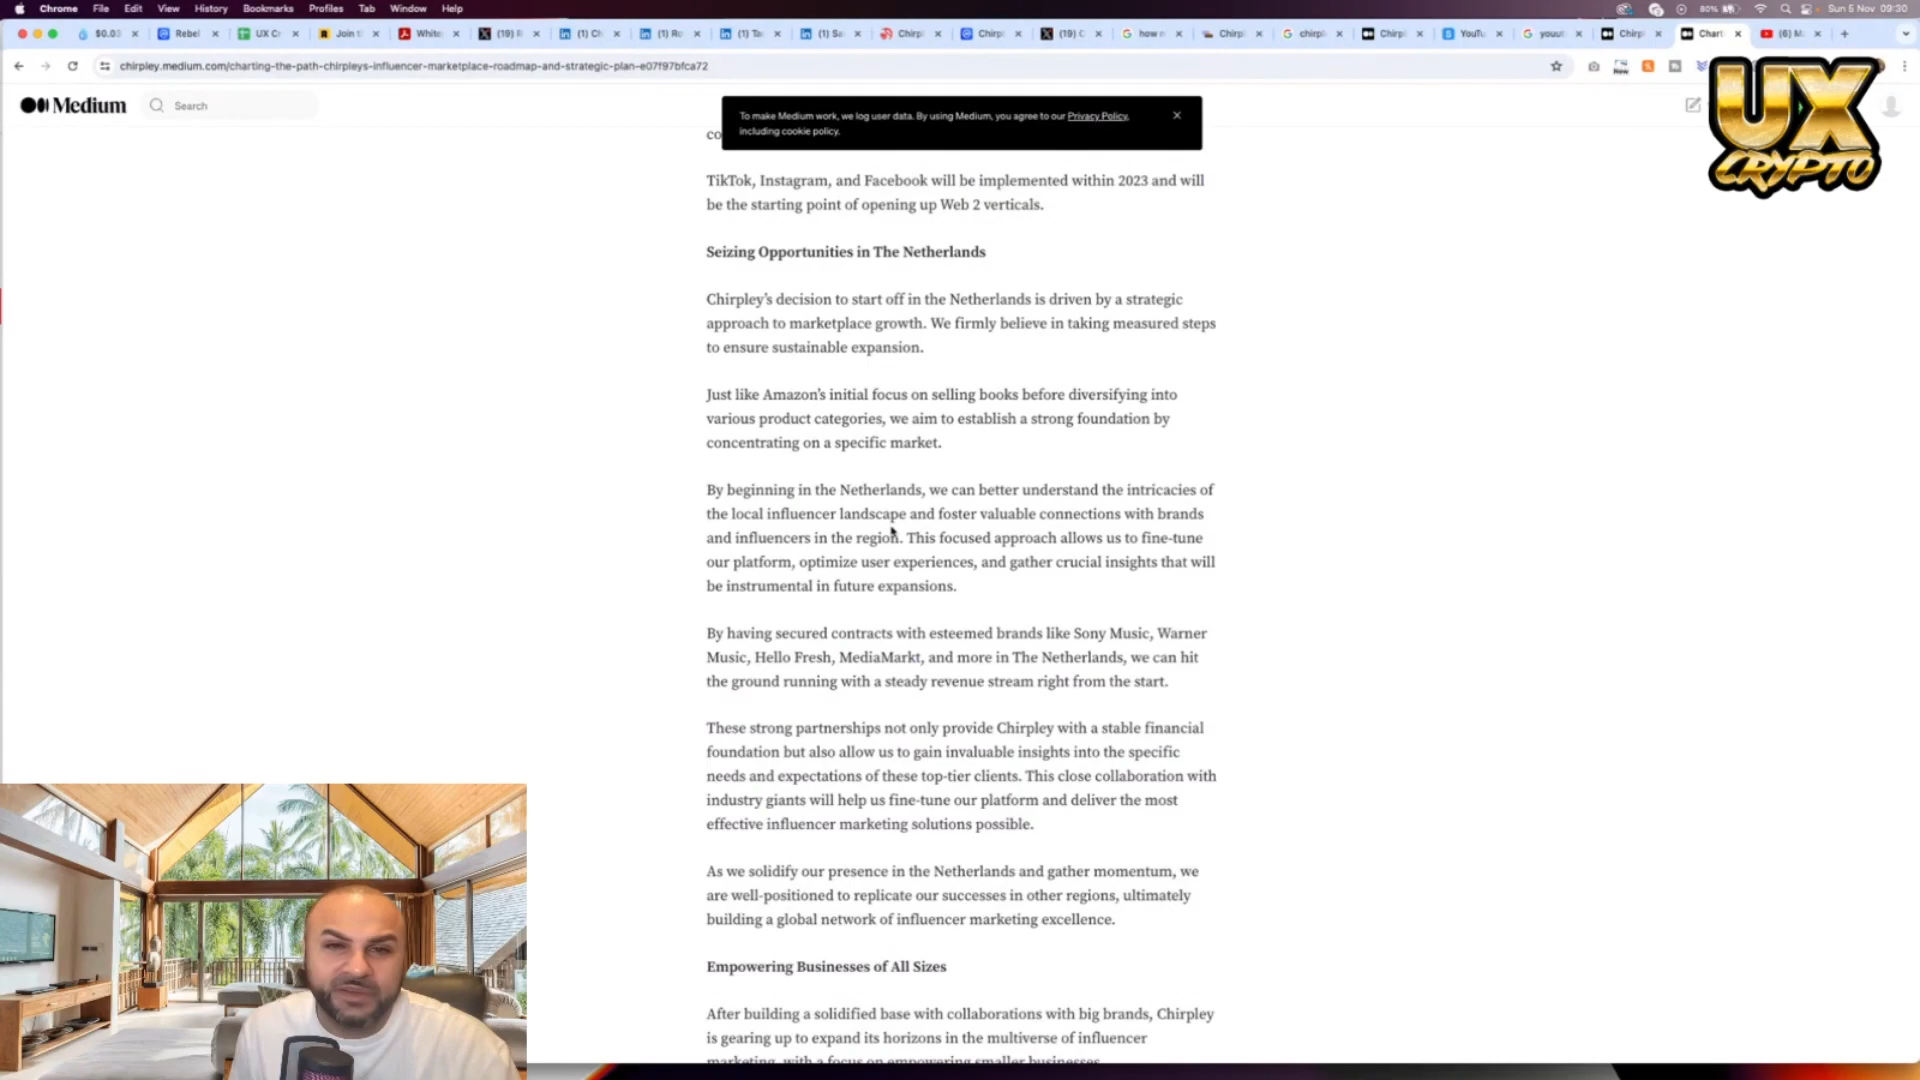 Chrome File Edit View History Bookmarks Profiles Tab Window Help
80% Sun 5 Nov 09:30
$0.03 Rebel UX Cr Join t White (19) R (1) Ch (1) Ro (1) Ta (1) Sa Chirpl Chirp (19) C how m Chirpl chirpl Chirpl YouTu youut Chirpl Chart (6) M
chirpley.medium.com/charting-the-path-chirpleys-influencer-marketplace-roadmap-and-strategic-plan-e07f97bfca72
New
Medium
Search
To make Medium work, we log user data. By using Medium, you agree to our Privacy Policy,
including cookie policy.
UX
CRYPTO
co
TikTok, Instagram, and Facebook will be implemented within 2023 and will
be the starting point of opening up Web 2 verticals.
Seizing Opportunities in The Netherlands
Chirpley’s decision to start off in the Netherlands is driven by a strategic
approach to marketplace growth. We firmly believe in taking measured steps
to ensure sustainable expansion.
Just like Amazon’s initial focus on selling books before diversifying into
various product categories, we aim to establish a strong foundation by
concentrating on a specific market.
By beginning in the Netherlands, we can better understand the intricacies of
the local influencer landscape and foster valuable connections with brands
and influencers in the region. This focused approach allows us to fine-tune
our platform, optimize user experiences, and gather crucial insights that will
be instrumental in future expansions.
By having secured contracts with esteemed brands like Sony Music, Warner
Music, Hello Fresh, MediaMarkt, and more in The Netherlands, we can hit
the ground running with a steady revenue stream right from the start.
These strong partnerships not only provide Chirpley with a stable financial
foundation but also allow us to gain invaluable insights into the specific
needs and expectations of these top-tier clients. This close collaboration with
industry giants will help us fine-tune our platform and deliver the most
effective influencer marketing solutions possible.
As we solidify our presence in the Netherlands and gather momentum, we
are well-positioned to replicate our successes in other regions, ultimately
building a global network of influencer marketing excellence.
Empowering Businesses of All Sizes
After building a solidified base with collaborations with big brands, Chirpley
is gearing up to expand its horizons in the multiverse of influencer
marketing, with a focus on empowering smaller businesses.